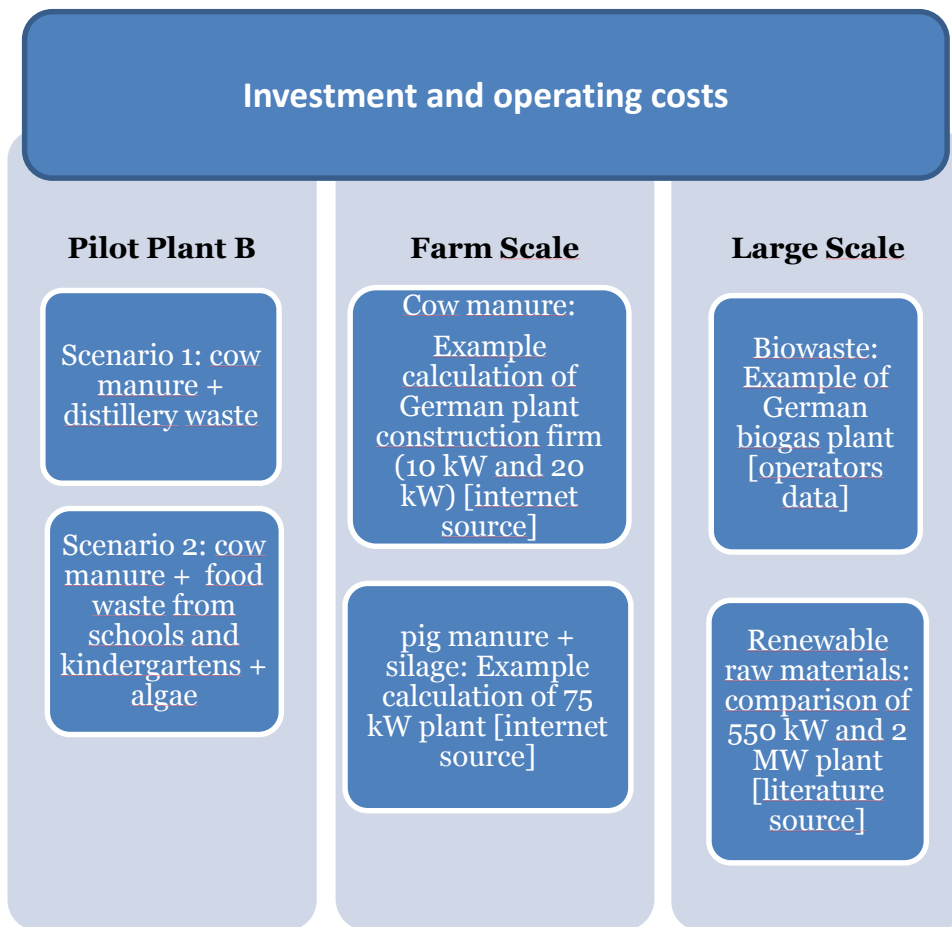 Investment and operating costs
Pilot Plant B
Scenario 1: cow
manure +
distillery waste
Scenario 2: cow
manure +  food
waste from
schools and
kindergartens +
algae
Farm Scale
Cow manure:
Example
calculation of
German plant
construction firm
(10 kW and 20
kW) [internet
source]
pig manure +
silage: Example
calculation of 75
kW plant [internet
source]
Large Scale
Biowaste:
Example of
German
biogas plant
[operators
data]
Renewable
raw materials:
comparison of
550 kW and 2
MW plant
[literature
source]